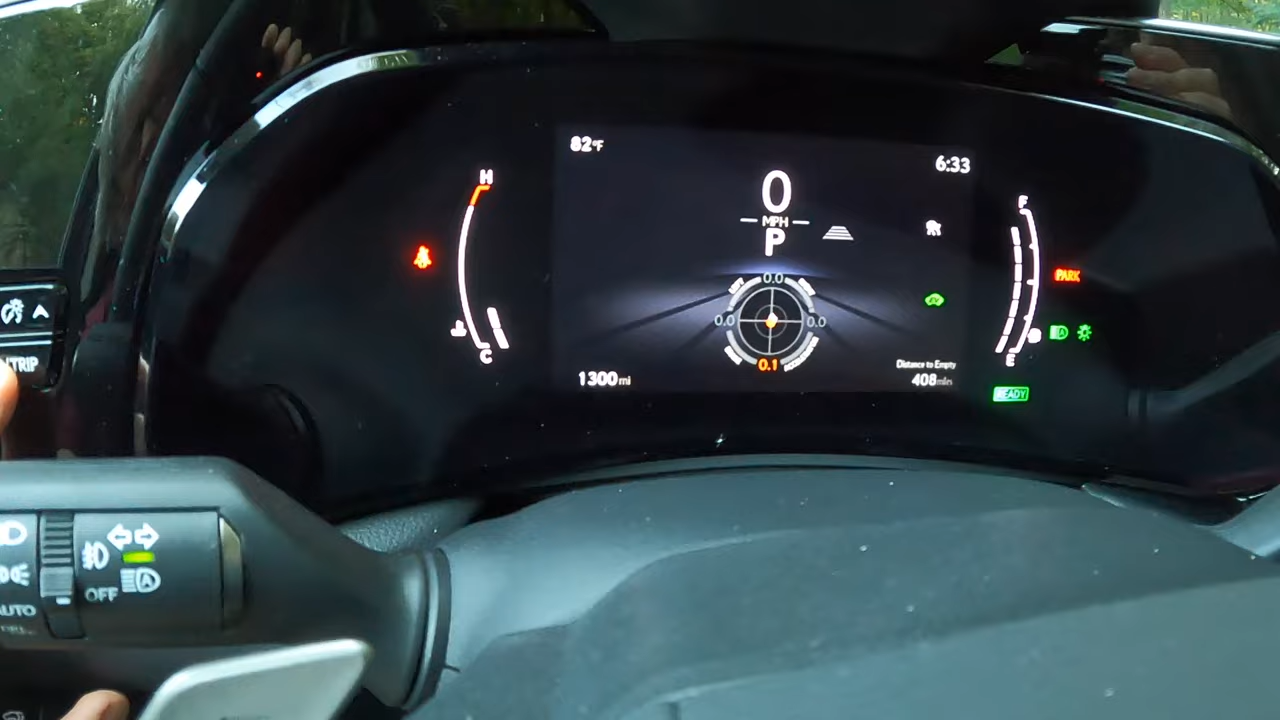 82°F
6:33
H
0
MPH
P
F
PARK
0.0
0.0
0.0
0.1
C
E
1300 mi
Distance to Empty
408 miles
READY
TRIP
OFF
AUTO